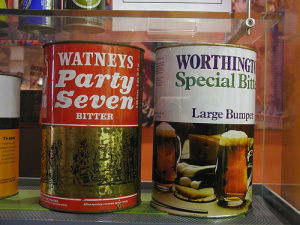 WATNEYS
Party
Seven
BITTER
WORTHINGT
Special Bitt
Large Bumper